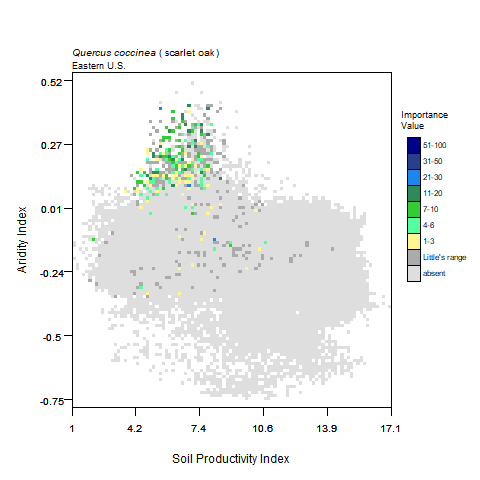 Quercus coccinea ( scarlet oak )
Eastern U.S.
0.52
0.27
0.01
-0.24
-0.5
-0.75
Aridity Index
1 4.2 7.4 10.6 13.9 17.1
Soil Productivity Index
Importance
Value
51-100
31-50
21-30
11-20
7-10
4-6
1-3
Little's range
absent